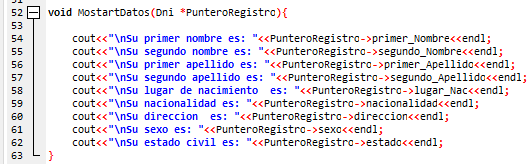 52 void MostartDatos(Dni *PunteroRegistro){
53
54 cout<<"\nSu primer nombre es: "<<PunteroRegistro->primer_Nombre<<endl;
55 cout<<"\nSu segundo nombre es: "<<PunteroRegistro->segundo_Nombre<<endl;
56 cout<<"\nSu primer apellido es: "<<PunteroRegistro->primer_Apellido<<endl;
57 cout<<"\nSu segundo apellido es: "<<PunteroRegistro->segundo_Apellido<<endl;
58 cout<<"\nSu lugar de nacimiento  es: "<<PunteroRegistro->lugar_Nac<<endl;
59 cout<<"\nSu nacionalidad es: "<<PunteroRegistro->nacionalidad<<endl;
60 cout<<"\nSu direccion  es: "<<PunteroRegistro->direccion<<endl;
61 cout<<"\nSu sexo es: "<<PunteroRegistro->sexo<<endl;
62 cout<<"\nSu estado civil es: "<<PunteroRegistro->estado<<endl;
63 }